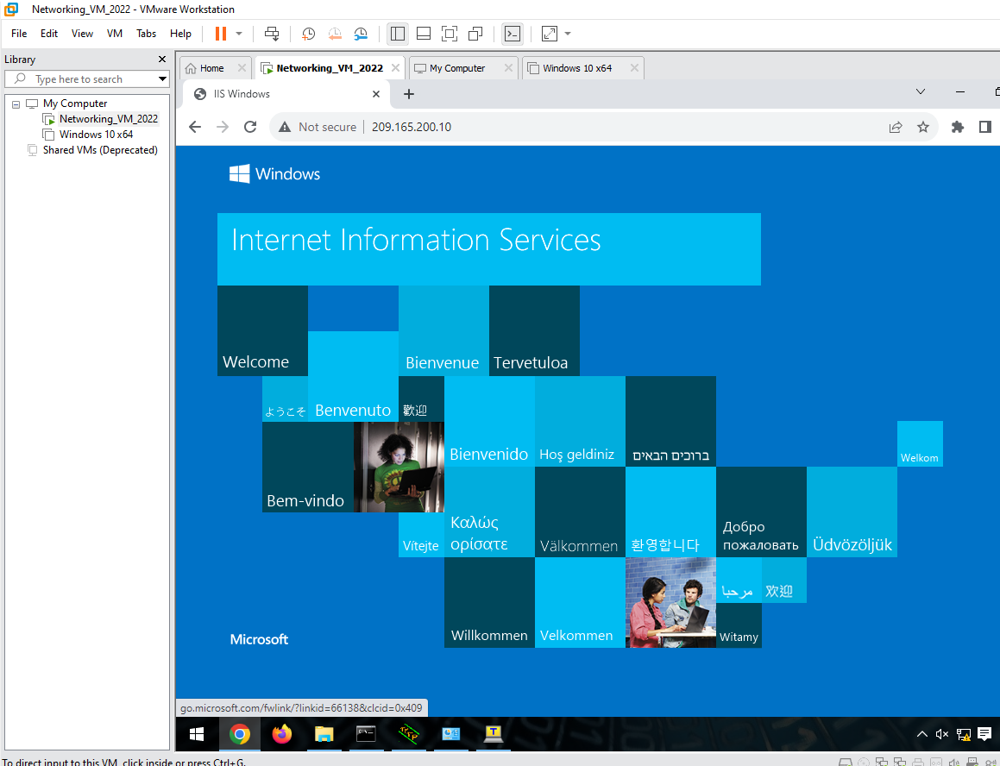 Networking_VM_2022 - VMware Workstation
File Edit View VM Tabs Help
Library
Type here to search
My Computer
Networking_VM_2022
Windows 10 x64
Shared VMs (Deprecated)
Home
Networking_VM_2022
My Computer
Windows 10 x64
IIS Windows
Not secure
209.165.200.10
Windows
Internet Information Services
Welcome
Bienvenue
Tervetuloa
ようこそ
Benvenuto
歡迎
Bienvenido
Hoş geldiniz
ברוכים הבאים
Welkom
Bem-vindo
Vítejte
Καλώς
ορίσατε
Välkommen
환영합니다
Добро
пожаловать
Üdvözöljük
مرحبا
欢迎
Willkommen
Velkommen
Witamy
Microsoft
go.microsoft.com/fwlink/?linkid=66138&clcid=0x409
To direct input to this VM, click inside or press Ctrl+G.